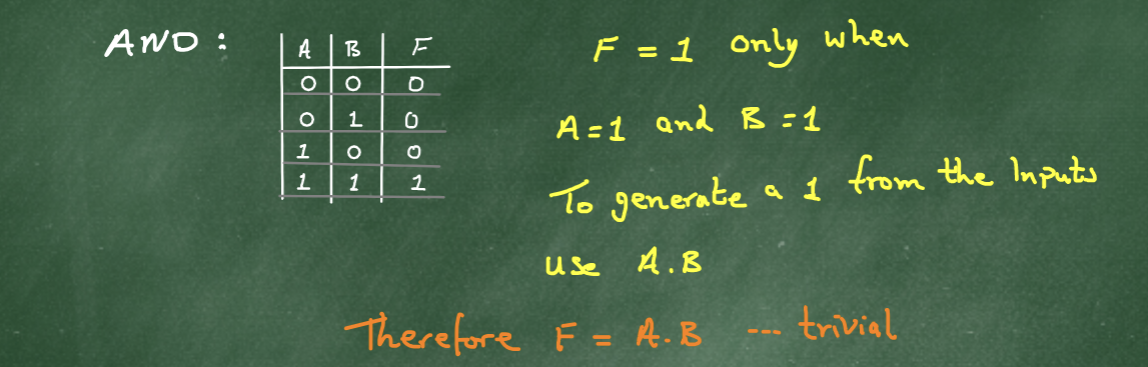 AND :
A B F
0 0 0
0 1 0
1 0 0
1 1 1
F = 1 only when
A=1 and B=1
To generate a 1 from the Inputs
use A.B
Therefore F = A.B --- trivial